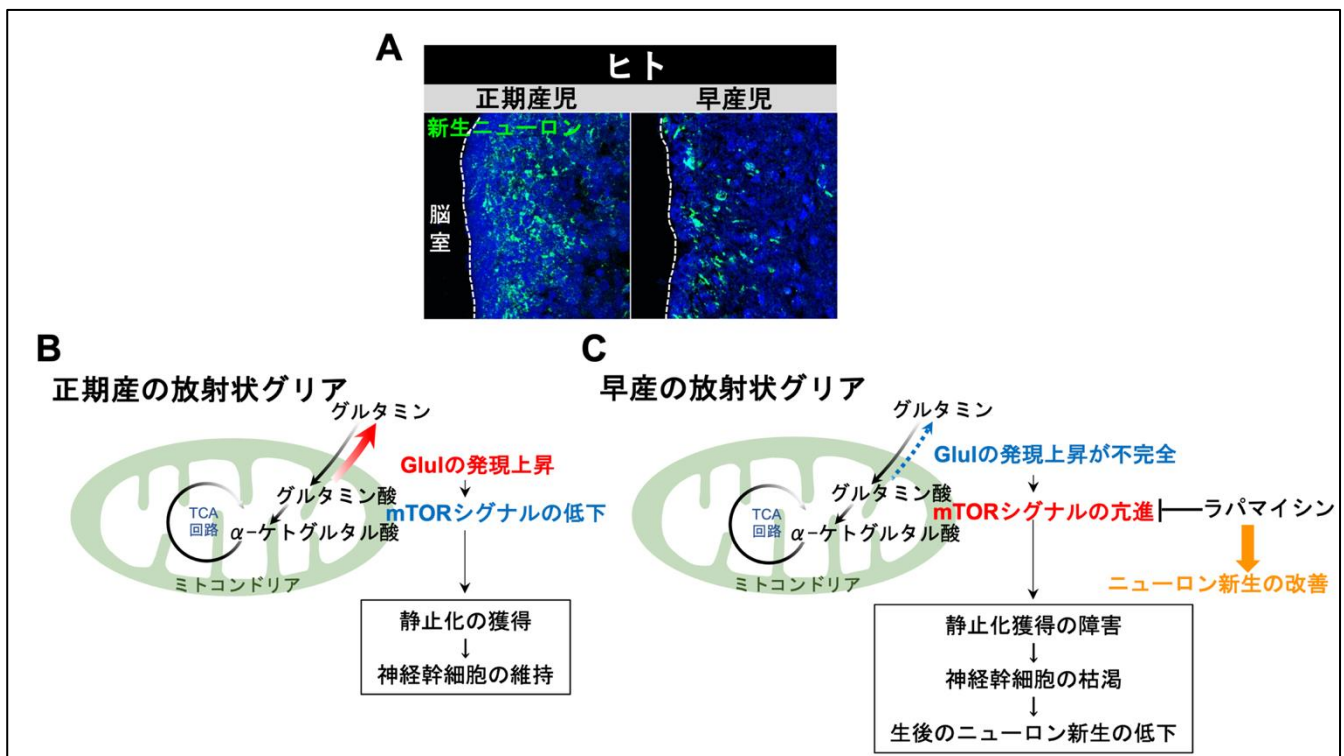 A
ヒト
正期産児
早産児
新生ニューロン
脳
室
B
正期産の放射状グリア
グルタミン
Glulの発現上昇
グルタミン酸
mTORシグナルの低下
TCA
回路
α-ケトグルタル酸
ミトコンドリア
静止化の獲得
↓
神経幹細胞の維持
C
早産の放射状グリア
グルタミン
Glulの発現上昇が不完全
グルタミン酸
mTORシグナルの亢進
ラパマイシン
TCA
回路
α-ケトグルタル酸
ミトコンドリア
ニューロン新生の改善
静止化獲得の障害
↓
神経幹細胞の枯渇
↓
生後のニューロン新生の低下